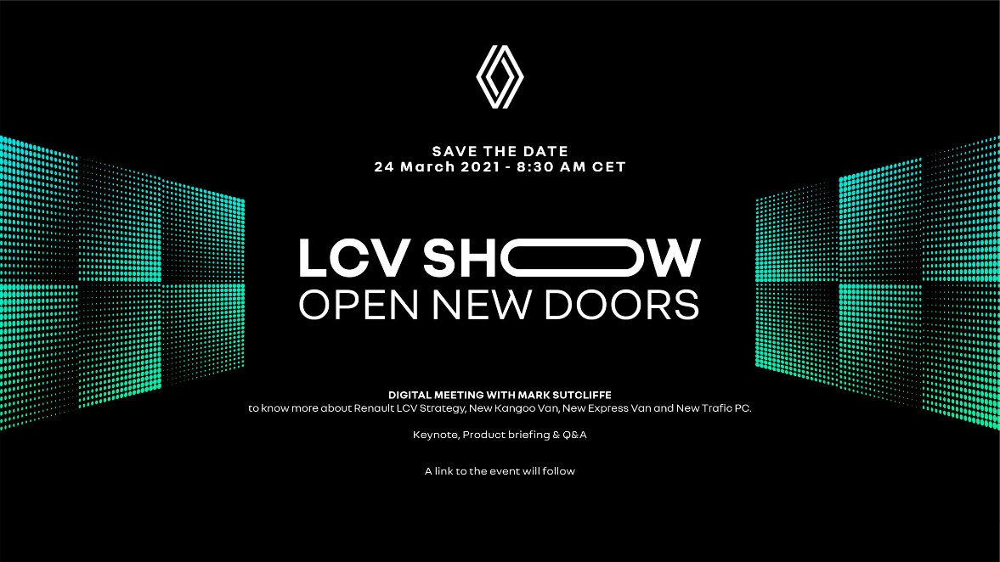 SAVE THE DATE
24 March 2021 - 8:30 AM CET
LCV SHOW
OPEN NEW DOORS
DIGITAL MEETING WITH MARK SUTCLIFFE
to know more about Renault LCV Strategy, New Kangoo Van, New Express Van and New Trafic PC.
Keynote, Product briefing & Q&A
A link to the event will follow